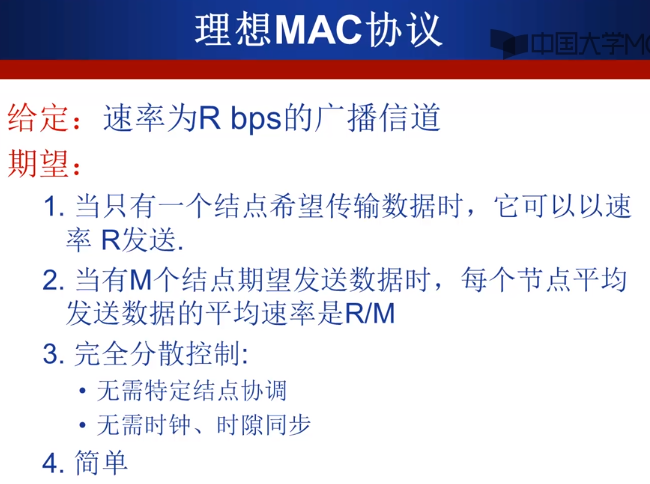 理想MAC协议
中国大学M
给定：速率为R bps的广播信道
期望：
1. 当只有一个结点希望传输数据时，它可以以速
率 R发送.
2. 当有M个结点期望发送数据时，每个节点平均
发送数据的平均速率是R/M
3. 完全分散控制:
• 无需特定结点协调
• 无需时钟、时隙同步
4. 简单